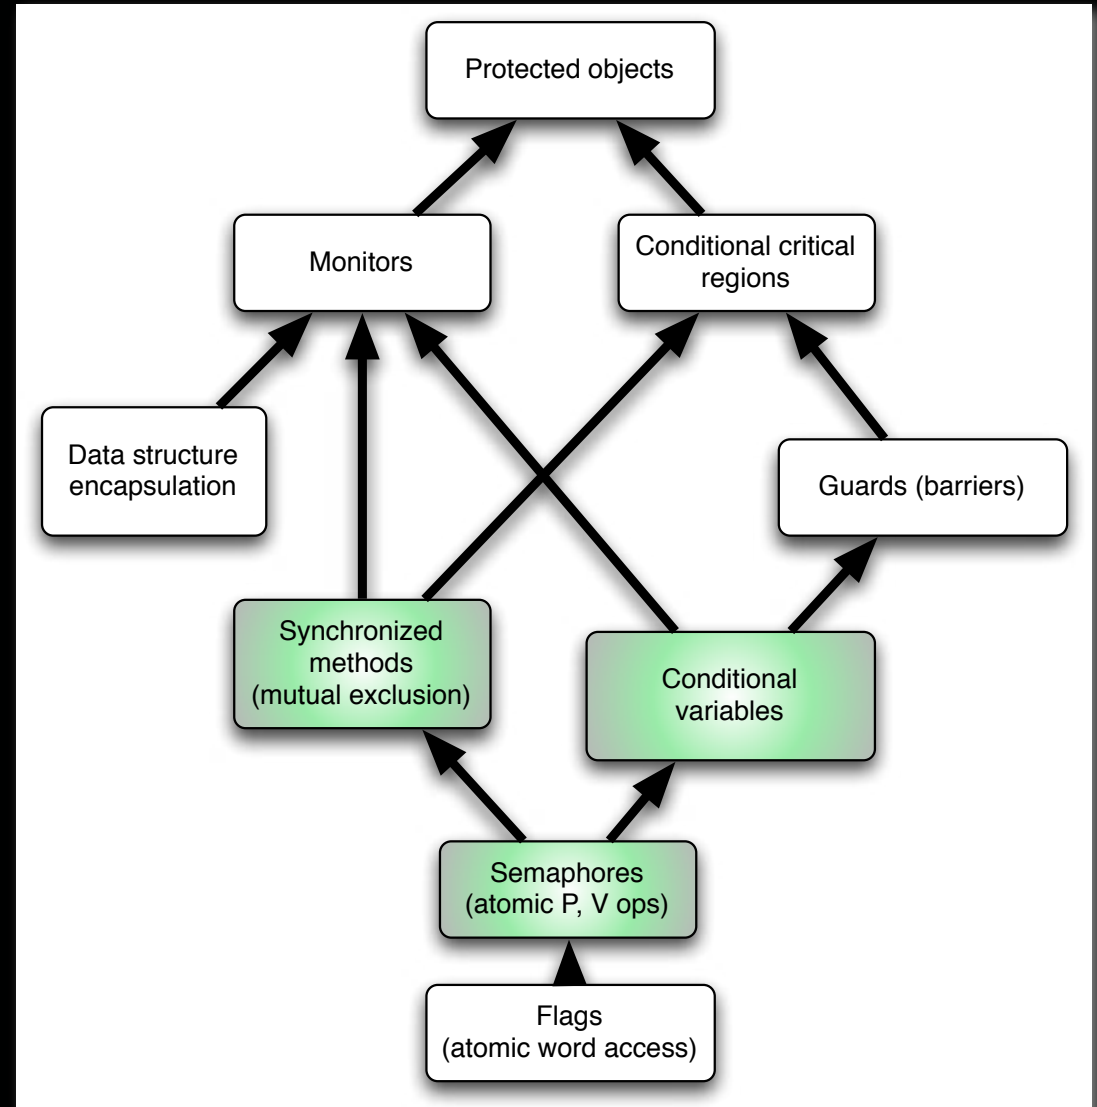 Protected objects
Monitors
Conditional critical
regions
Data structure
encapsulation
Guards (barriers)
Synchronized
methods
(mutual exclusion)
Conditional
variables
Semaphores
(atomic P, V ops)
Flags
(atomic word access)